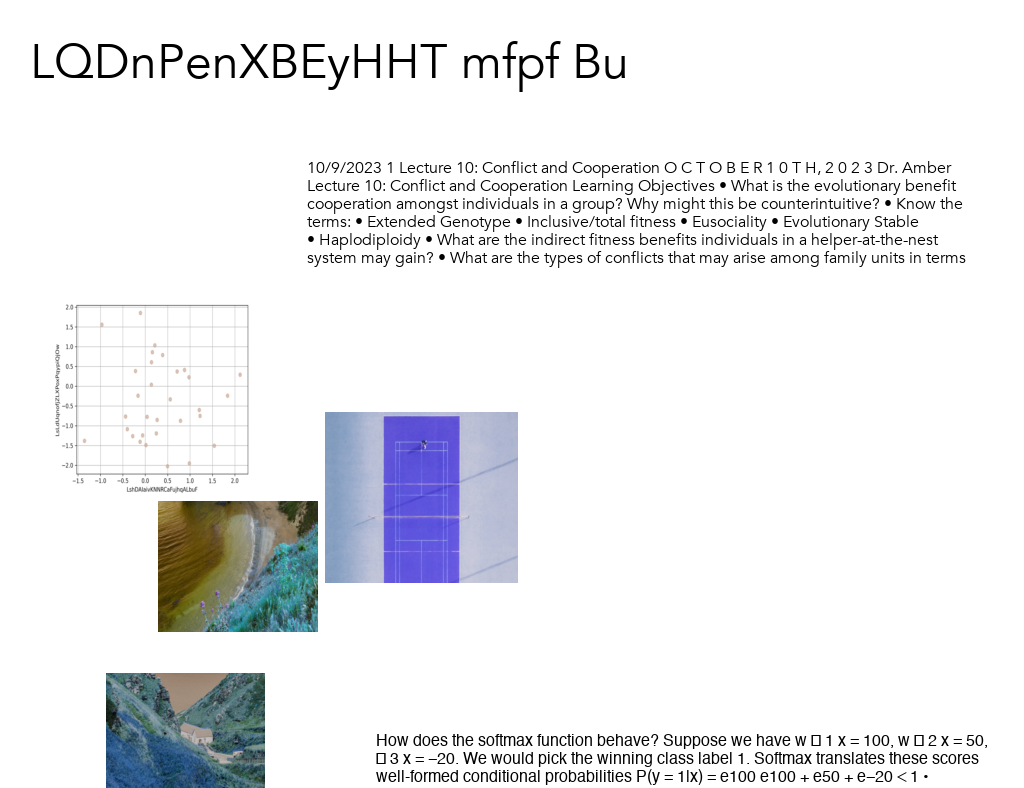 LQDnPenXBEyHHT mfpf Bu
10/9/2023 1 Lecture 10: Conflict and Cooperation O C T O B E R 1 0 T H, 2 0 2 3 Dr. Amber
Lecture 10: Conflict and Cooperation Learning Objectives • What is the evolutionary benefit
cooperation amongst individuals in a group? Why might this be counterintuitive? • Know the
terms: • Extended Genotype • Inclusive/total fitness • Eusociality • Evolutionary Stable
• Haplodiploidy • What are the indirect fitness benefits individuals in a helper-at-the-nest
system may gain? • What are the types of conflicts that may arise among family units in terms
2.0
1.5
1.0
0.5
0.0
−0.5
−1.0
−1.5
−2.0
−1.5 −1.0 −0.5 0.0 0.5 1.0 1.5 2.0
How does the softmax function behave? Suppose we have w □ 1 x = 100, w □ 2 x = 50,
□ 3 x = −20. We would pick the winning class label 1. Softmax translates these scores
well-formed conditional probabilities P(y = 1|x) = e100 e100 + e50 + e−20 < 1 •